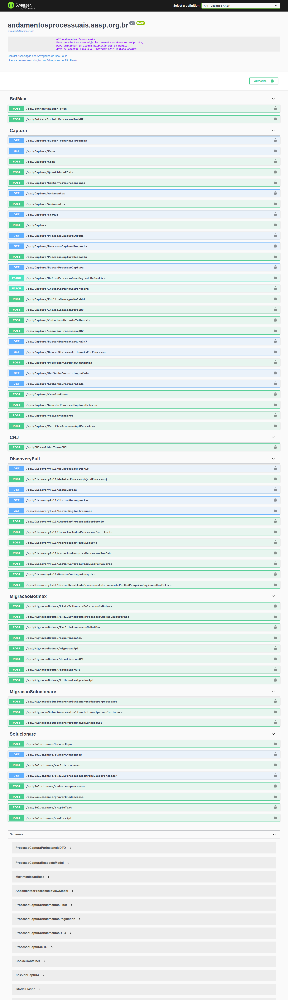 Swagger
Supported by SMARTBEAR
Select a definition
API - Usuários AASP
andamentosprocessuais.aasp.org.br v1 OAS3
/swagger/v1/swagger.json
API Andamentos Processuais
Essa versão tem como objetivo somente mostrar os endpoints,
para adicionar em alguma aplicação Web ou Mobile,
deve-se apontar para o API Gateway AASP listado abaixo:
Contact Associação dos Advogados de São Paulo
Licença de uso: Associação dos Advogados de São Paulo
Authorize
BotMax
POST /api/BotMax/validarToken
POST /api/BotMax/ExcluirProcessosPorNUP
Captura
GET /api/Captura/BuscarTribunaisTratados
GET /api/Captura/Capa
POST /api/Captura/Capa
POST /api/Captura/QuantidadeEData
POST /api/Captura/ComConflitoCredenciais
GET /api/Captura/Andamentos
POST /api/Captura/Andamentos
GET /api/Captura/Status
POST /api/Captura
GET /api/Captura/ProcessoCapturaStatus
GET /api/Captura/ProcessoCapturaResposta
POST /api/Captura/ProcessoCapturaResposta
GET /api/Captura/BuscarProcessoCaptura
PATCH /api/Captura/DefineProcessoComoSegredoDeJustica
PATCH /api/Captura/InicioCapturaApiParceira
POST /api/Captura/PublicaMensagemNoRabbit
POST /api/Captura/InicializaCadastro2DV
POST /api/Captura/CadastrarUsuarioTribunais
POST /api/Captura/ImportarProcessos2ADV
GET /api/Captura/BuscarEmpresaCapturaCNJ
GET /api/Captura/BuscarSistemasTribunaisPorProcesso
POST /api/Captura/PriorizarCapturaAndamentos
GET /api/Captura/GetSenhaDescriptografada
GET /api/Captura/GetSenhaCriptografada
POST /api/Captura/CrawlerEproc
POST /api/Captura/GuardarProcessoCapturaExterna
POST /api/Captura/ValidarMfaEproc
POST /api/Captura/VerificaProcessoApiParceiras
CNJ
POST /api/CNJ/validarTokenCNJ
DiscoveryFull
GET /api/DiscoveryFull/usuariosEscritorio
POST /api/DiscoveryFull/deletarProcesso/{codProcesso}
GET /api/DiscoveryFull/oabUsuarios
GET /api/DiscoveryFull/listarAbrangencias
GET /api/DiscoveryFull/ListarSiglasTribunal
POST /api/DiscoveryFull/importarProcessosEscritorio
POST /api/DiscoveryFull/importarTodosProcessosEscritorio
POST /api/DiscoveryFull/reprocessarPesquisaErro
POST /api/DiscoveryFull/cadastraPesquisaProcessosPorOab
POST /api/DiscoveryFull/listarControlePesquisaPorUsuario
POST /api/DiscoveryFull/BuscarContagemPesquisa
POST /api/DiscoveryFull/listarResultadoProcessosInternamentePorCodPesquisaPaginadoComFiltro
MigracaoBotmax
POST /api/MigracaoBotmax/ListaTribunaisDeletadosNaBotmax
POST /api/MigracaoBotmax/ExcluirNaBotmaxProcessosQueNaoCapturaMais
POST /api/MigracaoBotmax/ExcluirProcessosNaBotMax
POST /api/MigracaoBotmax/importacaoApi
POST /api/MigracaoBotmax/migracaoApi
POST /api/MigracaoBotmax/desativacaoAPI
POST /api/MigracaoBotmax/atualizarAPI
POST /api/MigracaoBotmax/tribunaismigradosApi
MigracaoSolucionare
POST /api/MigracaoSolucionare/solucionarecadastrarprocessos
POST /api/MigracaoSolucionare/atualizartribunalparasolucionare
POST /api/MigracaoSolucionare/tribunaismigradosApi
Solucionare
POST /api/Solucionare/buscarCapa
GET /api/Solucionare/buscarAndamentos
POST /api/Solucionare/excluirprocesso
GET /api/Solucionare/excluirprocessossemvinculogerenciador
POST /api/Solucionare/cadastrarprocessos
POST /api/Solucionare/gravarCredenciais
POST /api/Solucionare/criptoText
POST /api/Solucionare/rsaEncript
Schemas
ProcessoCapturaPorInstanciaDTO
ProcessoCapturaRespostaModel
MovimentacaoBase
AndamentosProcessuaisViewModel
ProcessoCapturaAndamentosFilter
ProcessoCapturaAndamentosPagination
ProcessoCapturaAndamentosDTO
ProcessoCapturaDTO
CookieContainer
SessionCaptura
IModelElastic